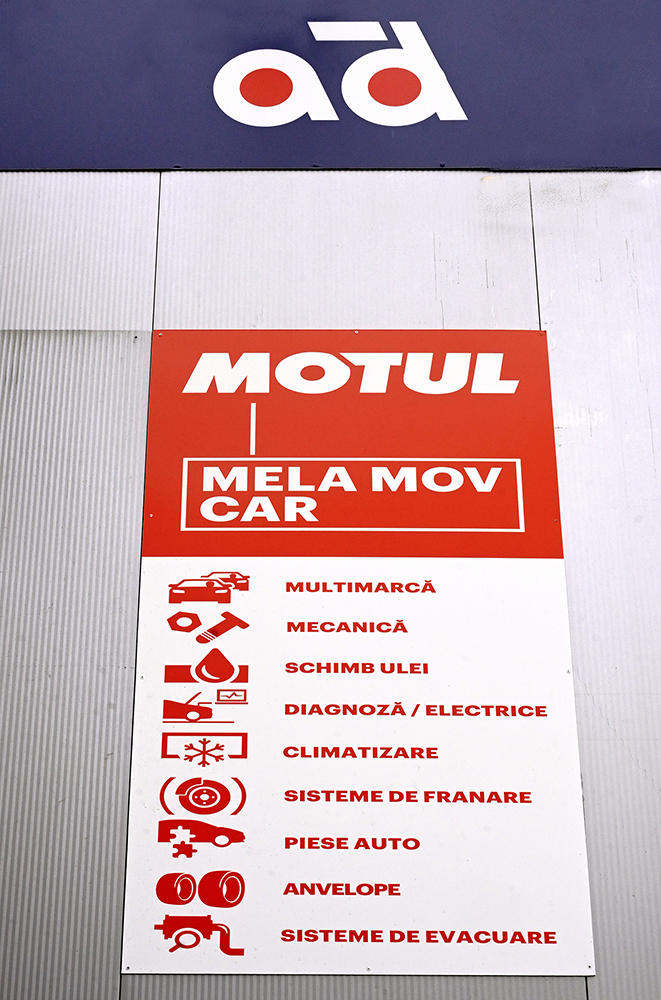 ad
MOTUL
MELA MOV
CAR
MULTIMARCĂ
MECANICĂ
SCHIMB ULEI
DIAGNOZĂ / ELECTRICE
CLIMATIZARE
SISTEME DE FRANARE
PIESE AUTO
ANVELOPE
SISTEME DE EVACUARE